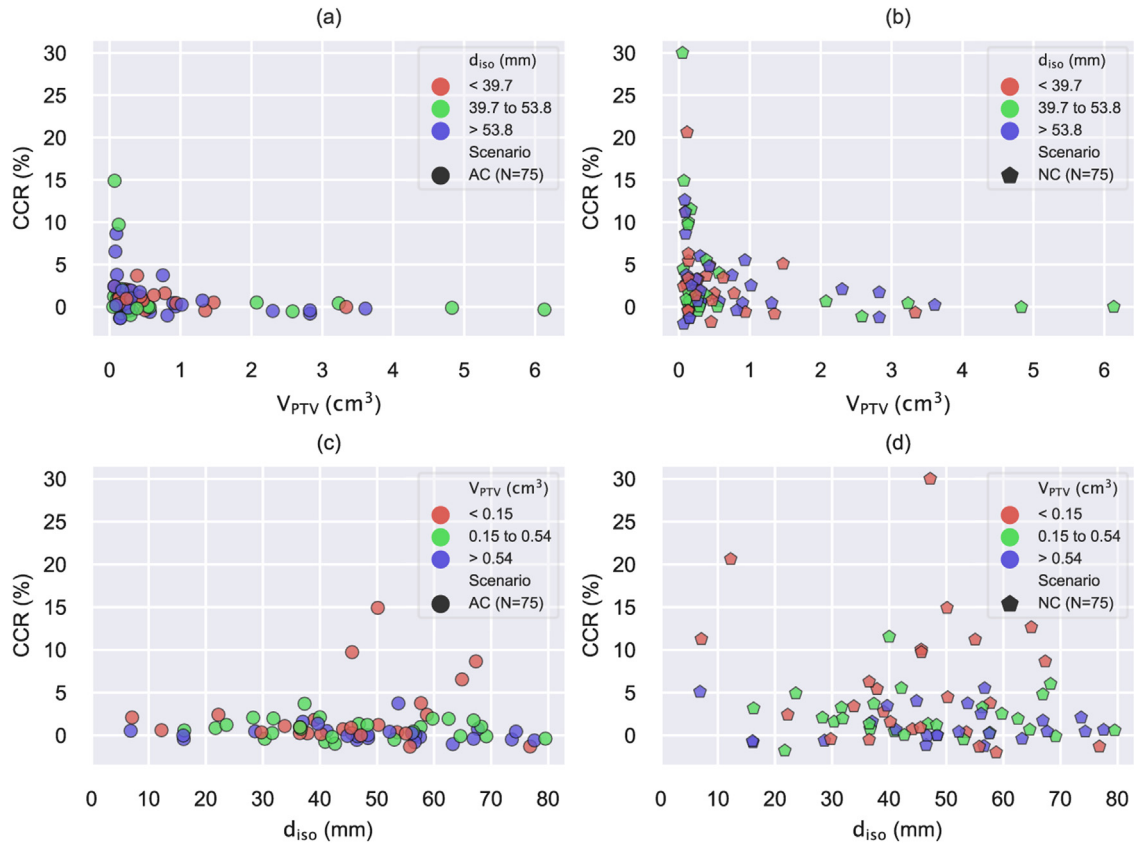 (a)
(b)
30
25
20
15
10
5
0
CCR (%)
d_iso (mm)
< 39.7
39.7 to 53.8
> 53.8
Scenario
AC (N=75)
0 1 2 3 4 5 6
V_PTV (cm³)
30
25
20
15
10
5
0
CCR (%)
d_iso (mm)
< 39.7
39.7 to 53.8
> 53.8
Scenario
NC (N=75)
0 1 2 3 4 5 6
V_PTV (cm³)
(c)
(d)
30
25
20
15
10
5
0
CCR (%)
V_PTV (cm³)
< 0.15
0.15 to 0.54
> 0.54
Scenario
AC (N=75)
0 10 20 30 40 50 60 70 80
d_iso (mm)
30
25
20
15
10
5
0
CCR (%)
V_PTV (cm³)
< 0.15
0.15 to 0.54
> 0.54
Scenario
NC (N=75)
0 10 20 30 40 50 60 70 80
d_iso (mm)